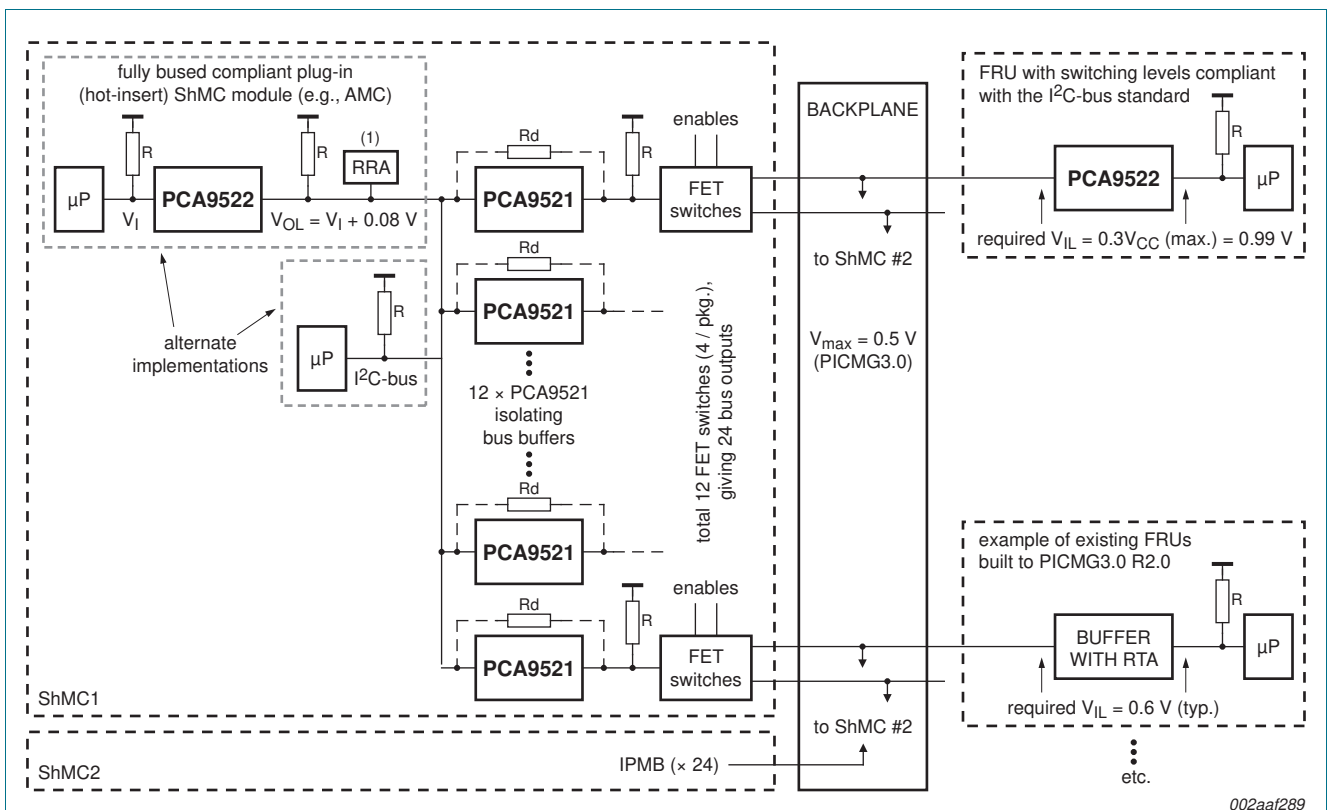 fully bused compliant plug-in
(hot-insert) ShMC module (e.g., AMC)
μP
R
V_I
PCA9522
R
(1)
RRA
V_OL = V_I + 0.08 V
alternate
implementations
μP
R
I²C-bus
Rd
PCA9521
Rd
PCA9521
12 × PCA9521
isolating
bus buffers
Rd
PCA9521
Rd
PCA9521
R
enables
FET
switches
total 12 FET switches (4 / pkg.),
giving 24 bus outputs
R
enables
FET
switches
ShMC1
ShMC2
IPMB (× 24)
BACKPLANE
to ShMC #2
V_max = 0.5 V
(PICMG3.0)
to ShMC #2
FRU with switching levels compliant
with the I²C-bus standard
PCA9522
R
μP
required V_IL = 0.3V_CC (max.) = 0.99 V
example of existing FRUs
built to PICMG3.0 R2.0
BUFFER
WITH RTA
R
μP
required V_IL = 0.6 V (typ.)
etc.
002aaf289